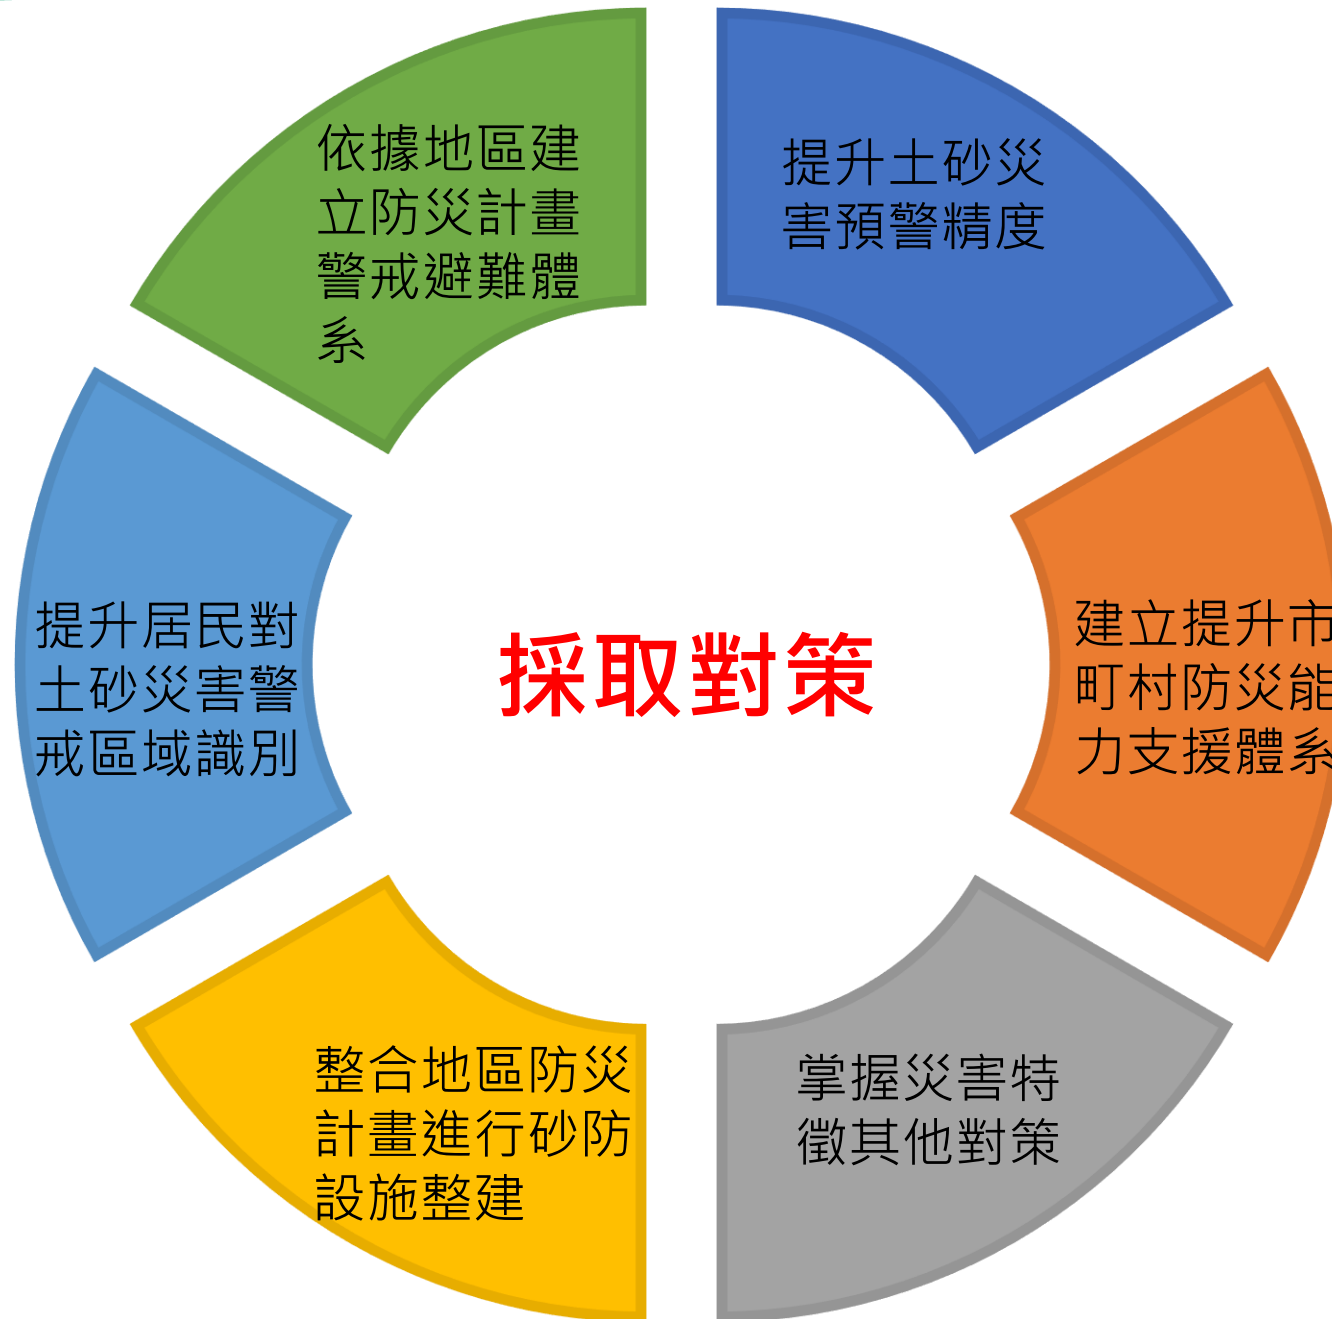 依據地區建
立防災計畫
警戒避難體
系
提升土砂災
害預警精度
提升居民對
土砂災害警
戒區域識別
採取對策
建立提升市
町村防災能
力支援體系
整合地區防災
計畫進行砂防
設施整建
掌握災害特
徵其他對策